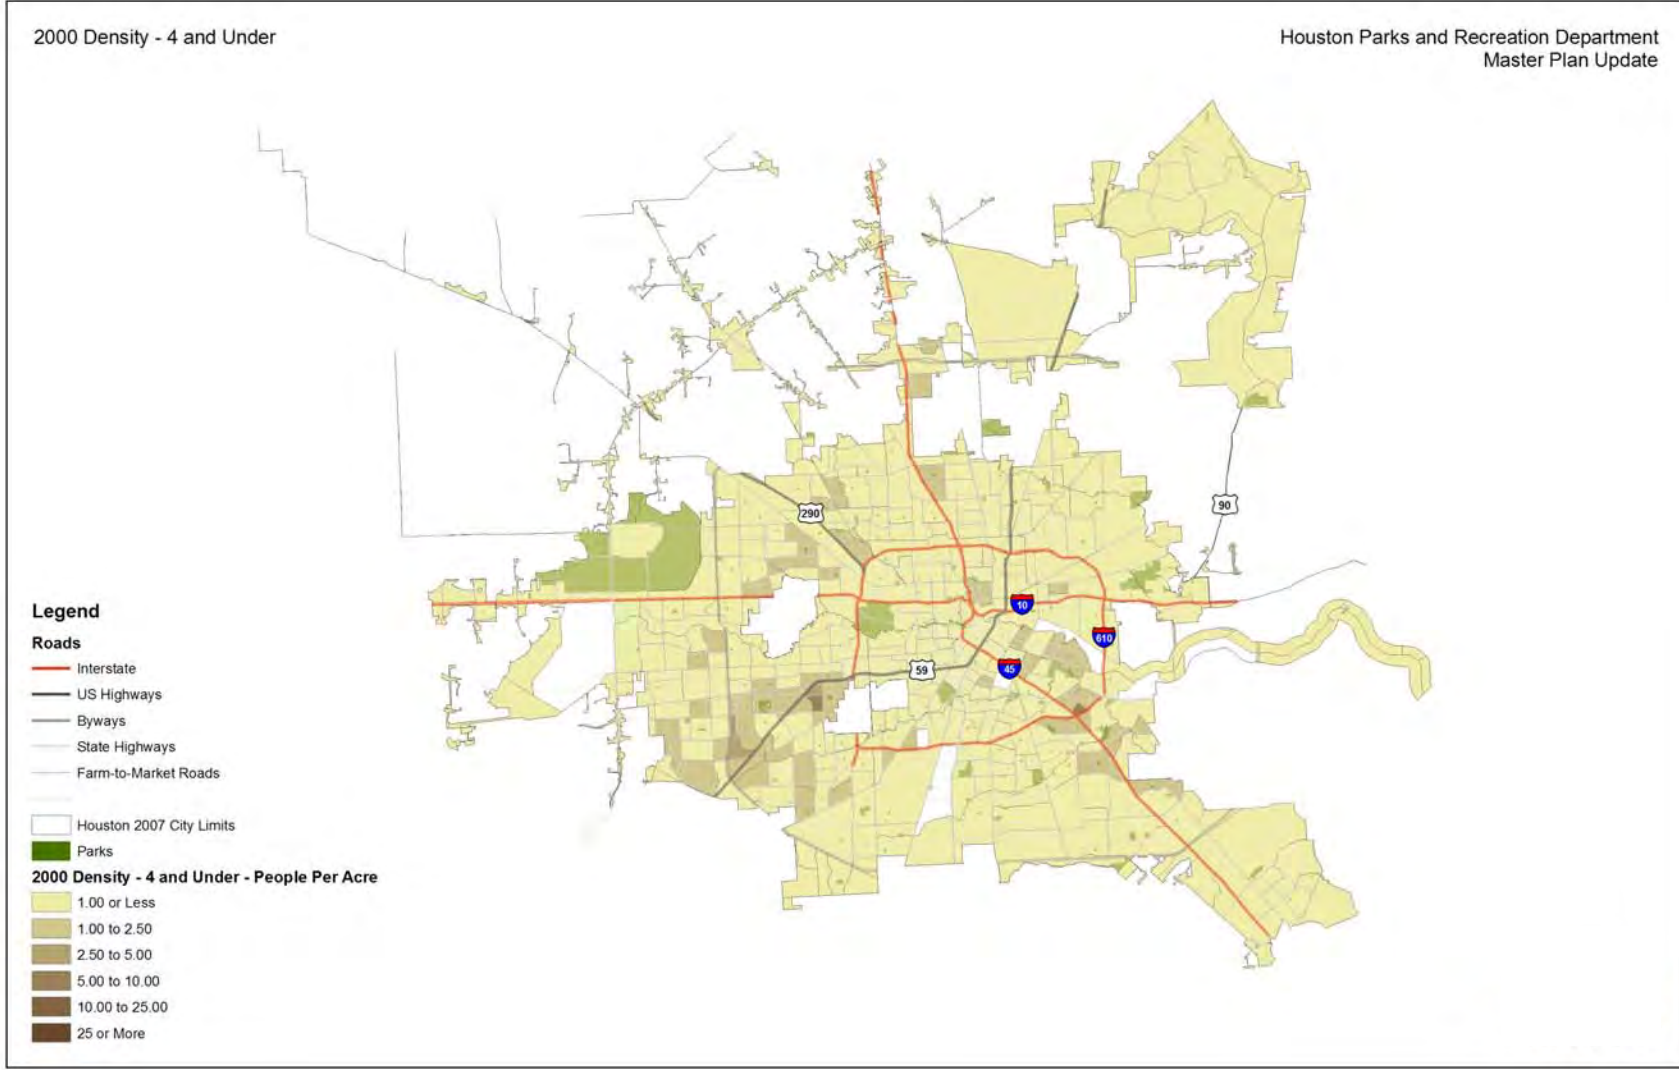 2000 Density - 4 and Under
Houston Parks and Recreation Department
Master Plan Update
290
90
10
610
59
45
Legend
Roads
Interstate
US Highways
Byways
State Highways
Farm-to-Market Roads
Houston 2007 City Limits
Parks
2000 Density - 4 and Under - People Per Acre
1.00 or Less
1.00 to 2.50
2.50 to 5.00
5.00 to 10.00
10.00 to 25.00
25 or More